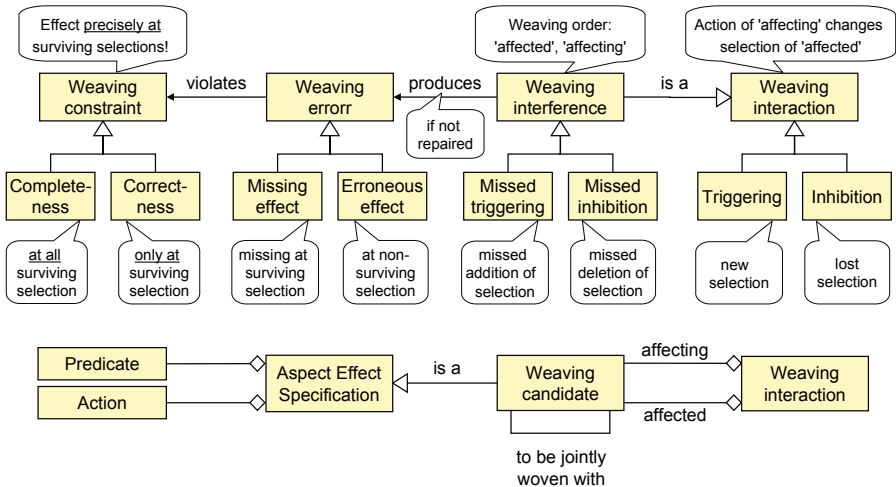 Effect precisely at
surviving selections!
Weaving order:
'affected', 'affecting'
Action of 'affecting' changes
selection of 'affected'
Weaving
constraint
violates
Weaving
errorr
produces
if not
repaired
Weaving
interference
is a
Weaving
interaction
Complete-
ness
Correct-
ness
Missing
effect
Erroneous
effect
Missed
triggering
Missed
inhibition
Triggering
Inhibition
at all
surviving
selection
only at
surviving
selection
missing at
surviving
selection
at non-
surviving
selection
missed
addition of
selection
missed
deletion of
selection
new
selection
lost
selection
Predicate
Action
Aspect Effect
Specification
is a
Weaving
candidate
affecting
affected
Weaving
interaction
to be jointly
woven with